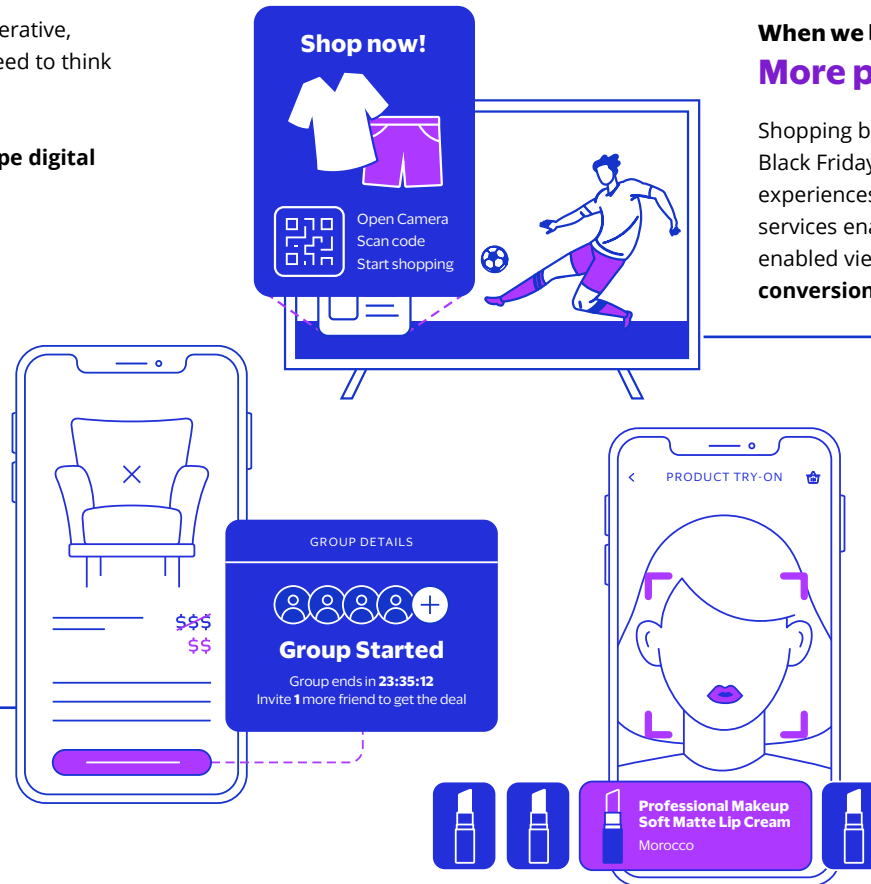 erative,
eed to think
pe digital
Shop now!
Open Camera
Scan code
Start shopping
When we
More p
Shopping b
Black Friday
experiences
services ena
enabled vie
conversion
$$$
$$
GROUP DETAILS
Group Started
Group ends in 23:35:12
Invite 1 more friend to get the deal
PRODUCT TRY-ON
Professional Makeup
Soft Matte Lip Cream
Morocco